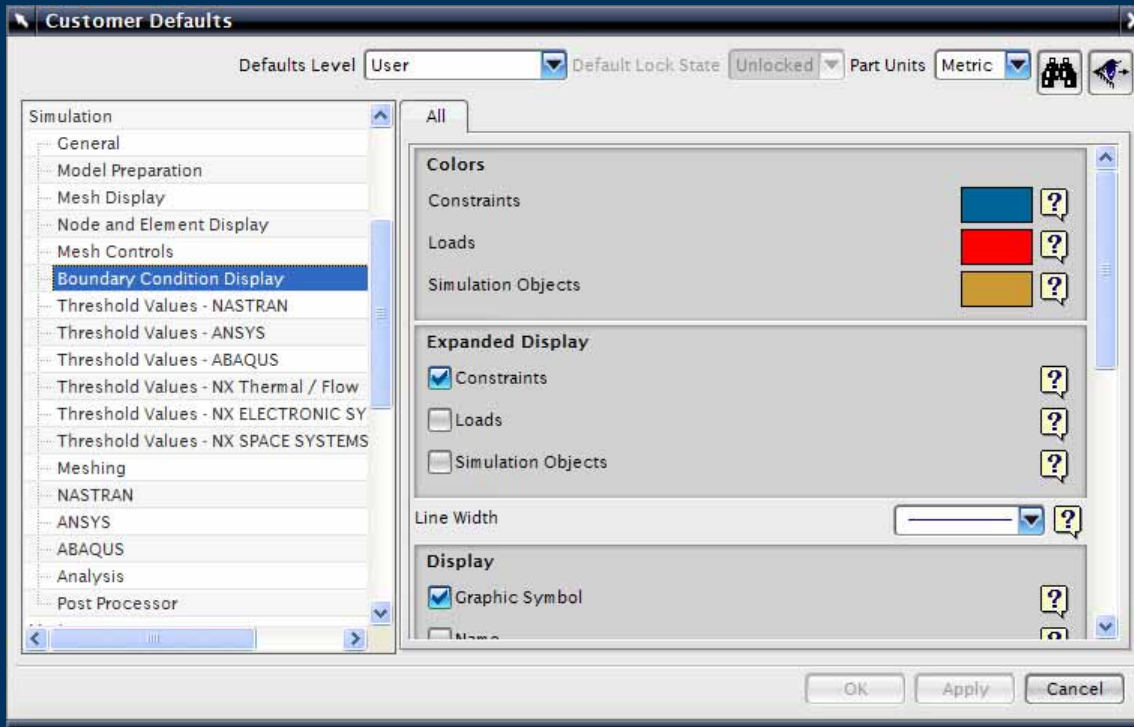 Customer Defaults
Defaults Level User Default Lock State Unlocked Part Units Metric
Simulation
General
Model Preparation
Mesh Display
Node and Element Display
Mesh Controls
Boundary Condition Display
Threshold Values - NASTRAN
Threshold Values - ANSYS
Threshold Values - ABAQUS
Threshold Values - NX Thermal / Flow
Threshold Values - NX ELECTRONIC SY
Threshold Values - NX SPACE SYSTEMS
Meshing
NASTRAN
ANSYS
ABAQUS
Analysis
Post Processor
All
Colors
Constraints ?
Loads ?
Simulation Objects ?
Expanded Display
Constraints ?
Loads ?
Simulation Objects ?
Line Width ?
Display
Graphic Symbol ?
Name
OK Apply Cancel